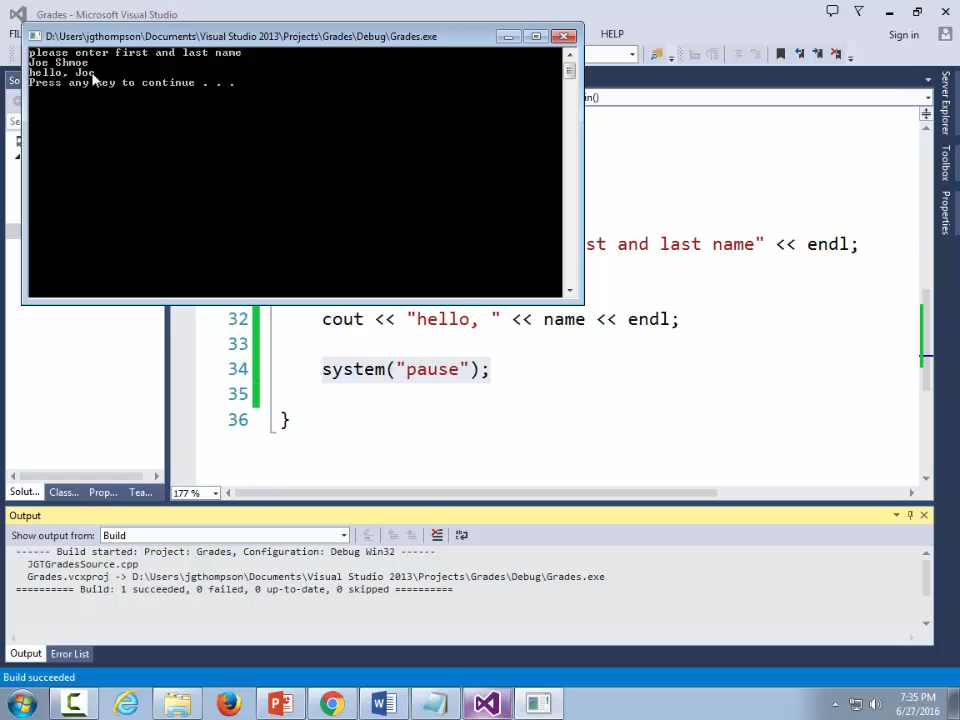 Grades - Microsoft Visual Studio
D:\Users\jgthompson\Documents\Visual Studio 2013\Projects\Grades\Debug\Grades.exe
please enter first and last name
Joe Shmoe
hello, Joe
Press any key to continue . . .
HELP
Sign in
Server Explorer
Toolbox
Properties
st and last name" << endl;
32 cout << "hello, " << name << endl;
33
34 system("pause");
35
36 }
Solut... Class... Prop... Tea...
177 %
Output
Show output from: Build
------ Build started: Project: Grades, Configuration: Debug Win32 ------
JGTGradesSource.cpp
Grades.vcxproj -> D:\Users\jgthompson\Documents\Visual Studio 2013\Projects\Grades\Debug\Grades.exe
========== Build: 1 succeeded, 0 failed, 0 up-to-date, 0 skipped ==========
Output Error List
Build succeeded
7:35 PM
6/27/2016